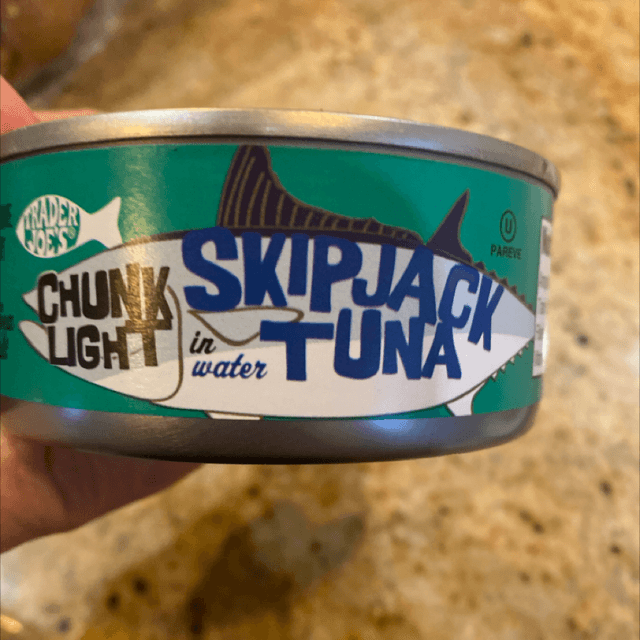 TRADER
JOE'S
CHUNK
LIGHT
in
water
SKIPJACK
TUNA
U
PAREVE